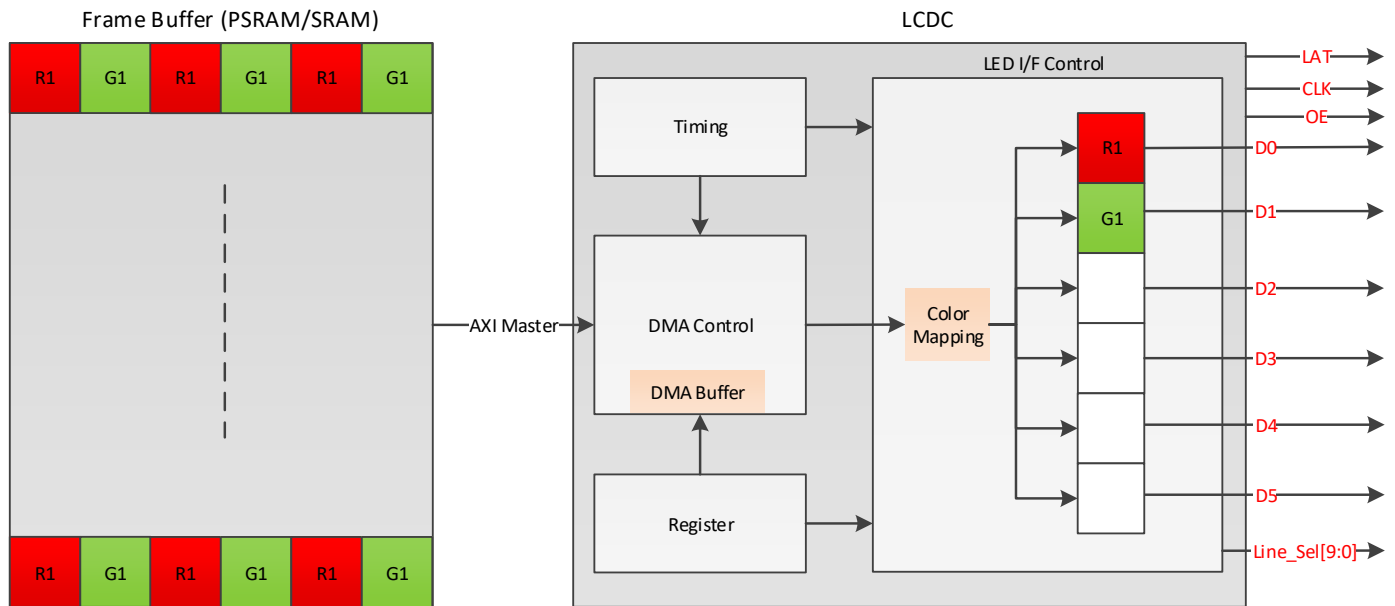 Frame Buffer (PSRAM/SRAM)
R1 G1 R1 G1 R1 G1
R1 G1 R1 G1 R1 G1
AXI Master
LCDC
Timing
DMA Control
DMA Buffer
Register
LED I/F Control
Color
Mapping
R1
G1
LAT
CLK
OE
D0
D1
D2
D3
D4
D5
Line_Sel[9:0]